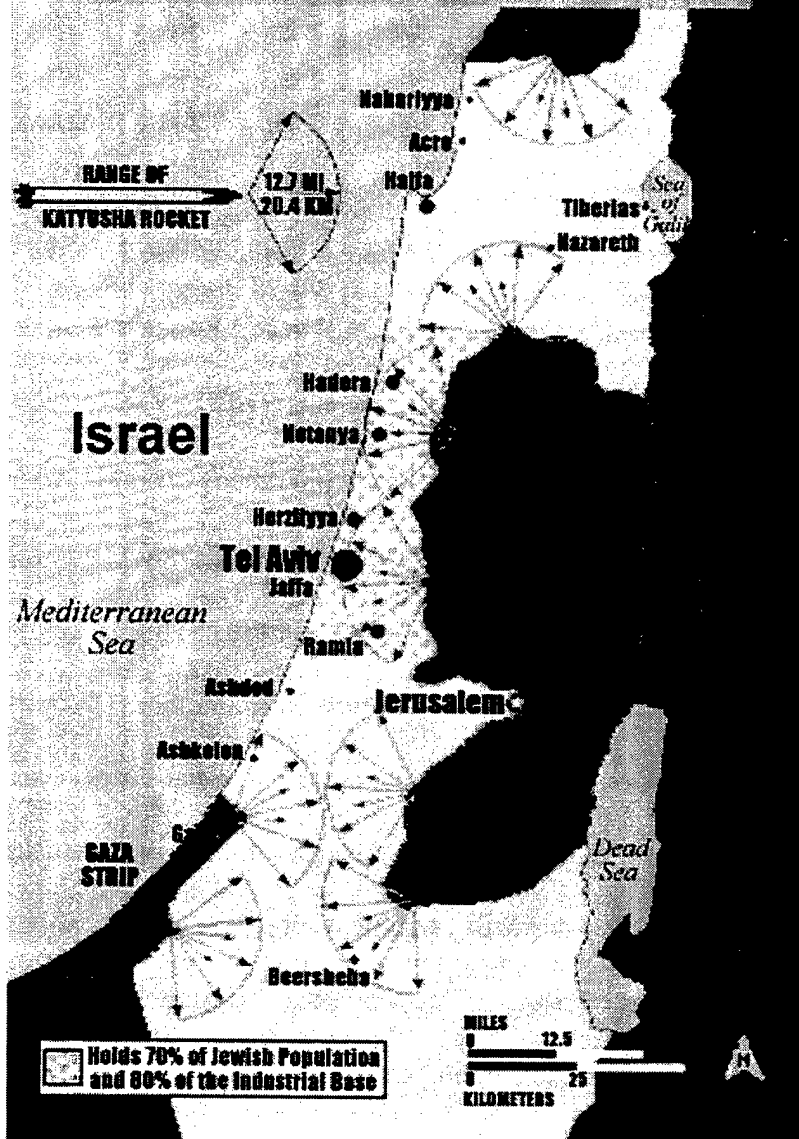 Nahariyya
Acre
Haifa
RANGE OF
KATYUSHA ROCKET
12.7 MI
20.4 KM
Sea
of
Galil
Tiberias
Nazareth
Hadera
Israel
Netanya
Herzliyya
Tel Aviv
Jaffa
Mediterranean
Sea
Ramla
Ashdod
Jerusalem
Ashkelon
GAZA
STRIP
Dead
Sea
Beersheba
Holds 70% of Jewish Population
and 80% of the Industrial Base
MILES
0 12.5
0 25
KILOMETERS
N